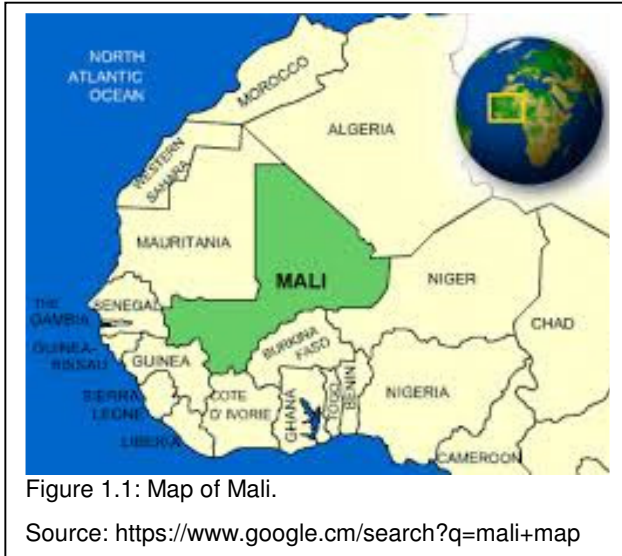 NORTH
ATLANTIC
OCEAN
MOROCCO
ALGERIA
WESTERN
SAHARA
MAURITANIA
MALI
NIGER
CHAD
THE
GAMBIA
SENEGAL
GUINEA-
BISSAU
GUINEA
BURKINA
FASO
SIERRA
LEONE
COTE
D' IVORIE
GHANA
TOGO
BENIN
NIGERIA
LIBERIA
CAMEROON
Figure 1.1: Map of Mali.
Source: https://www.google.cm/search?q=mali+map